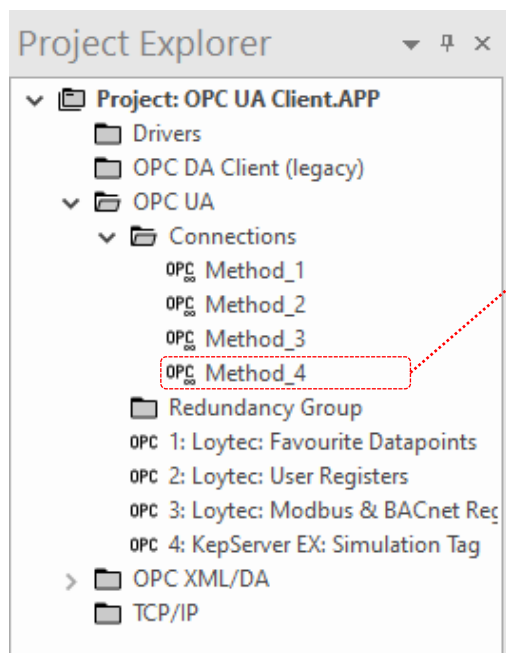 Project Explorer
Project: OPC UA Client.APP
Drivers
OPC DA Client (legacy)
OPC UA
Connections
OPC Method_1
OPC Method_2
OPC Method_3
OPC Method_4
Redundancy Group
OPC 1: Loytec: Favourite Datapoints
OPC 2: Loytec: User Registers
OPC 3: Loytec: Modbus & BACnet Reg
OPC 4: KepServer EX: Simulation Tag
OPC XML/DA
TCP/IP